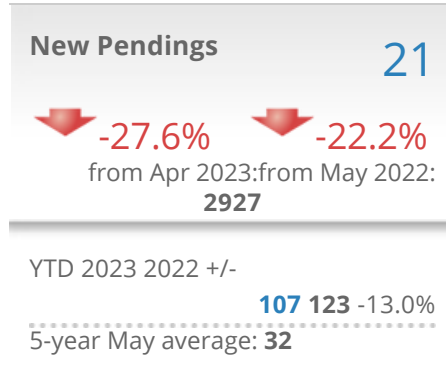 New Pendings 21
-27.6% -22.2%
from Apr 2023:from May 2022:
2927
YTD 2023 2022 +/-
107 123 -13.0%
5-year May average: 32